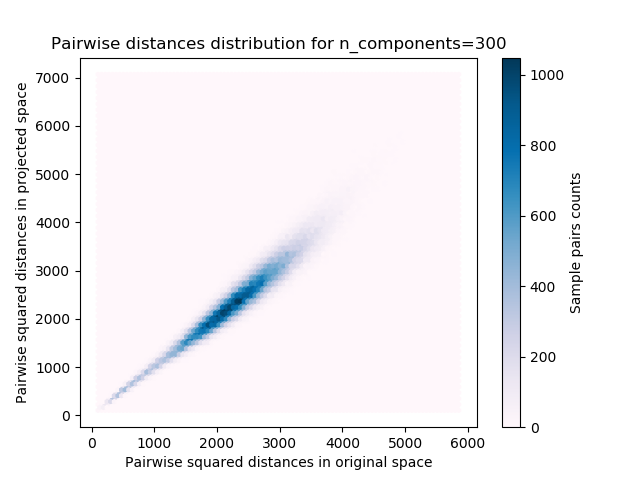 Pairwise distances distribution for n_components=300
Pairwise squared distances in projected space
7000
6000
5000
4000
3000
2000
1000
0
0 1000 2000 3000 4000 5000 6000
Pairwise squared distances in original space
1000
800
600
400
200
0
Sample pairs counts